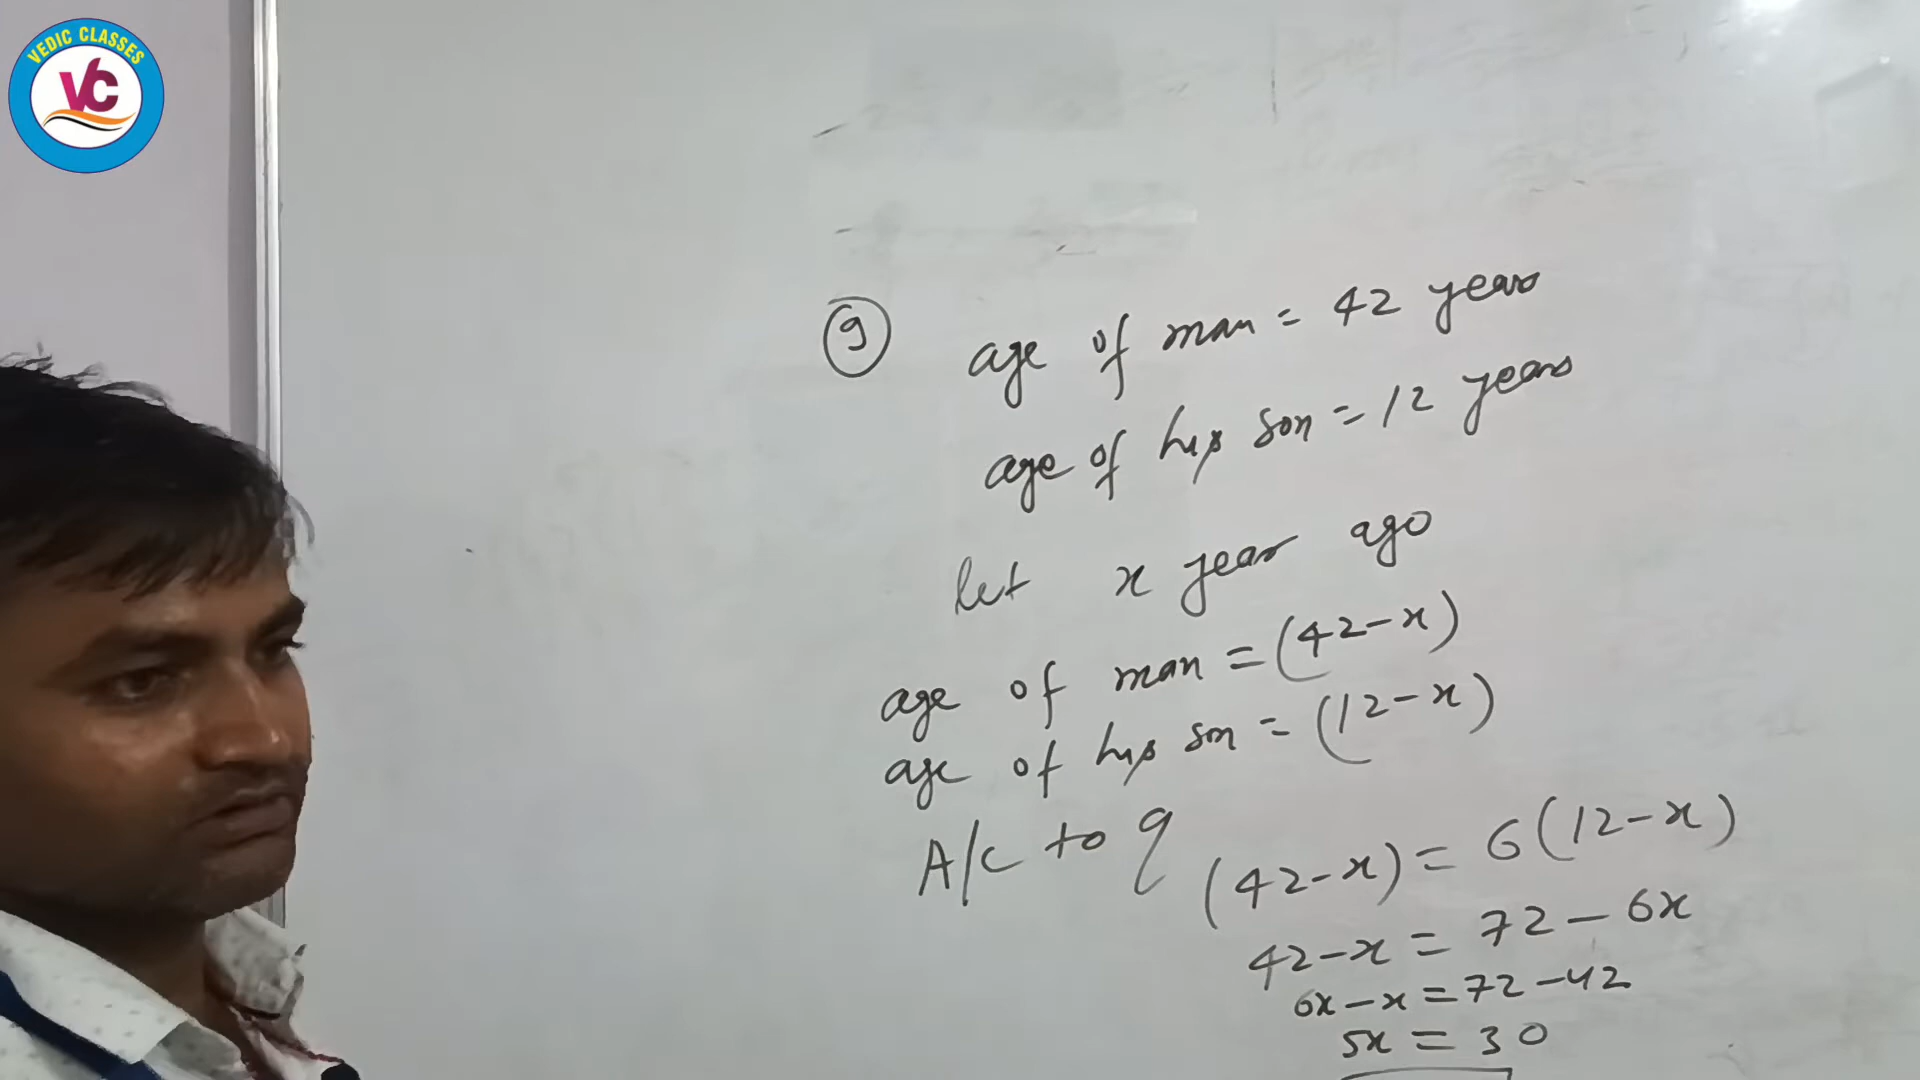 VEDIC CLASSES
VC
9 age of man = 42 years
age of his son = 12 years
let x year ago
age of man = (42-x)
age of his son = (12-x)
A/c to q (42-x) = 6(12-x)
42-x = 72-6x
6x-x = 72-42
5x = 30